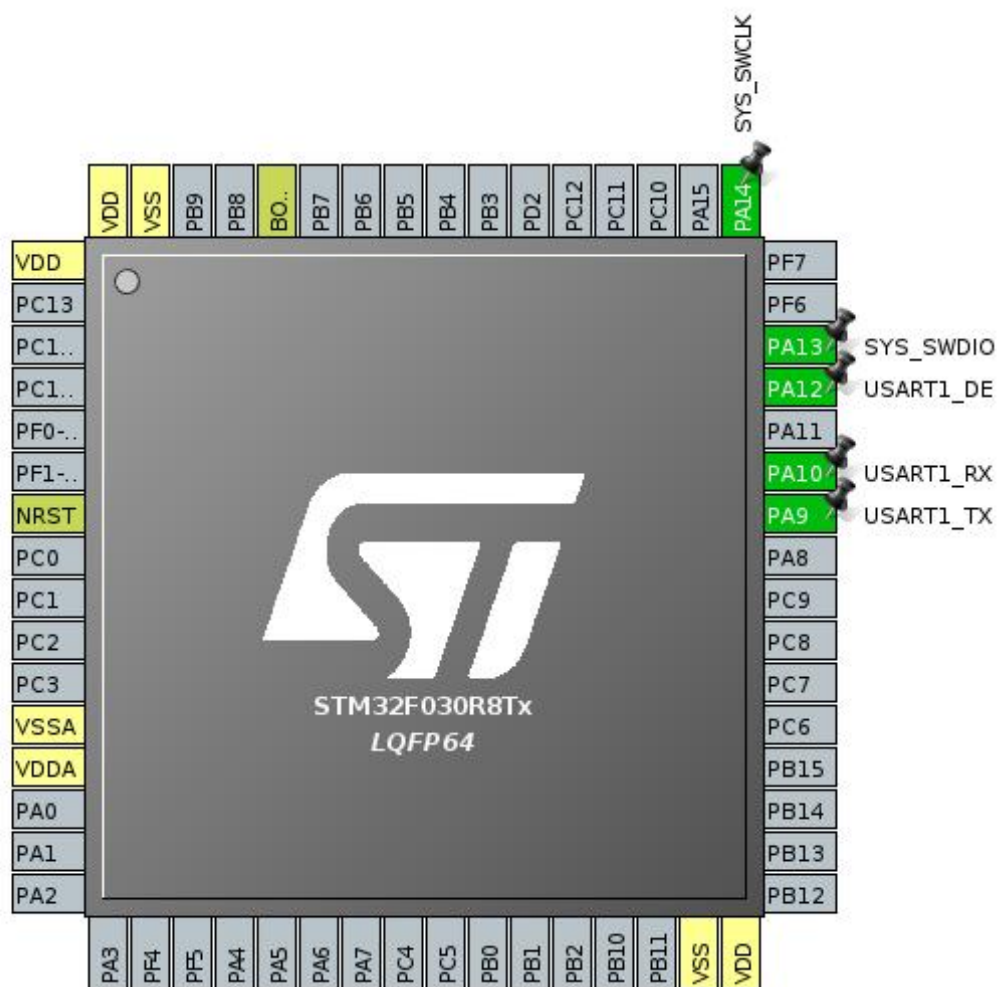 SYS_SWCLK
VDD
VSS
PB9
PB8
BO..
PB7
PB6
PB5
PB4
PB3
PD2
PC12
PC11
PC10
PA15
PA14
VDD
PC13
PC1..
PC1..
PF0-..
PF1-..
NRST
PC0
PC1
PC2
PC3
VSSA
VDDA
PA0
PA1
PA2
PF7
PF6
PA13 SYS_SWDIO
PA12 USART1_DE
PA11
PA10 USART1_RX
PA9 USART1_TX
PA8
PC9
PC8
PC7
PC6
PB15
PB14
PB13
PB12
ST
STM32F030R8Tx
LQFP64
PA3
PF4
PF5
PA4
PA5
PA6
PA7
PC4
PC5
PB0
PB1
PB2
PB10
PB11
VSS
VDD